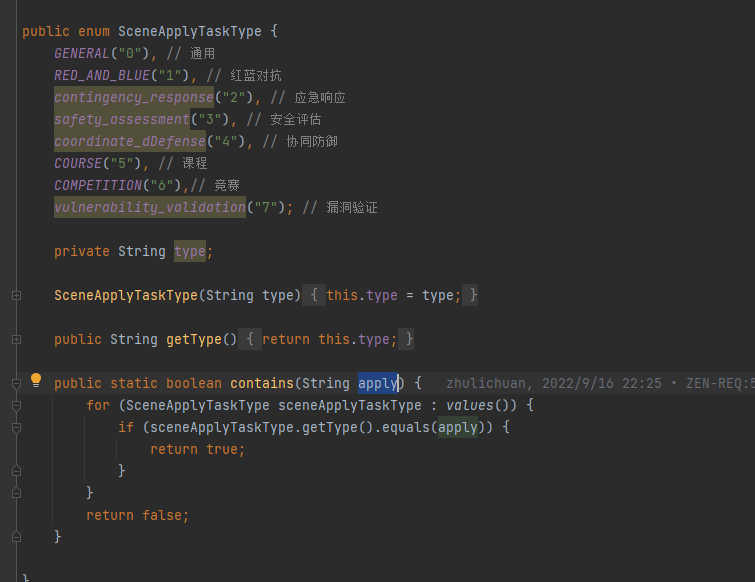 public enum SceneApplyTaskType {
GENERAL("0"), // 通用
RED_AND_BLUE("1"), // 红蓝对抗
contingency_response("2"), // 应急响应
safety_assessment("3"), // 安全评估
coordinate_dDefense("4"), // 协同防御
COURSE("5"), // 课程
COMPETITION("6"),// 竞赛
vulnerability_validation("7"); // 漏洞验证
private String type;
SceneApplyTaskType(String type) { this.type = type; }
public String getType() { return this.type; }
public static boolean contains(String apply) { zhulichuan, 2022/9/16 22:25 • ZEN-REQ:5
for (SceneApplyTaskType sceneApplyTaskType : values()) {
if (sceneApplyTaskType.getType().equals(apply)) {
return true;
}
}
return false;
}
}